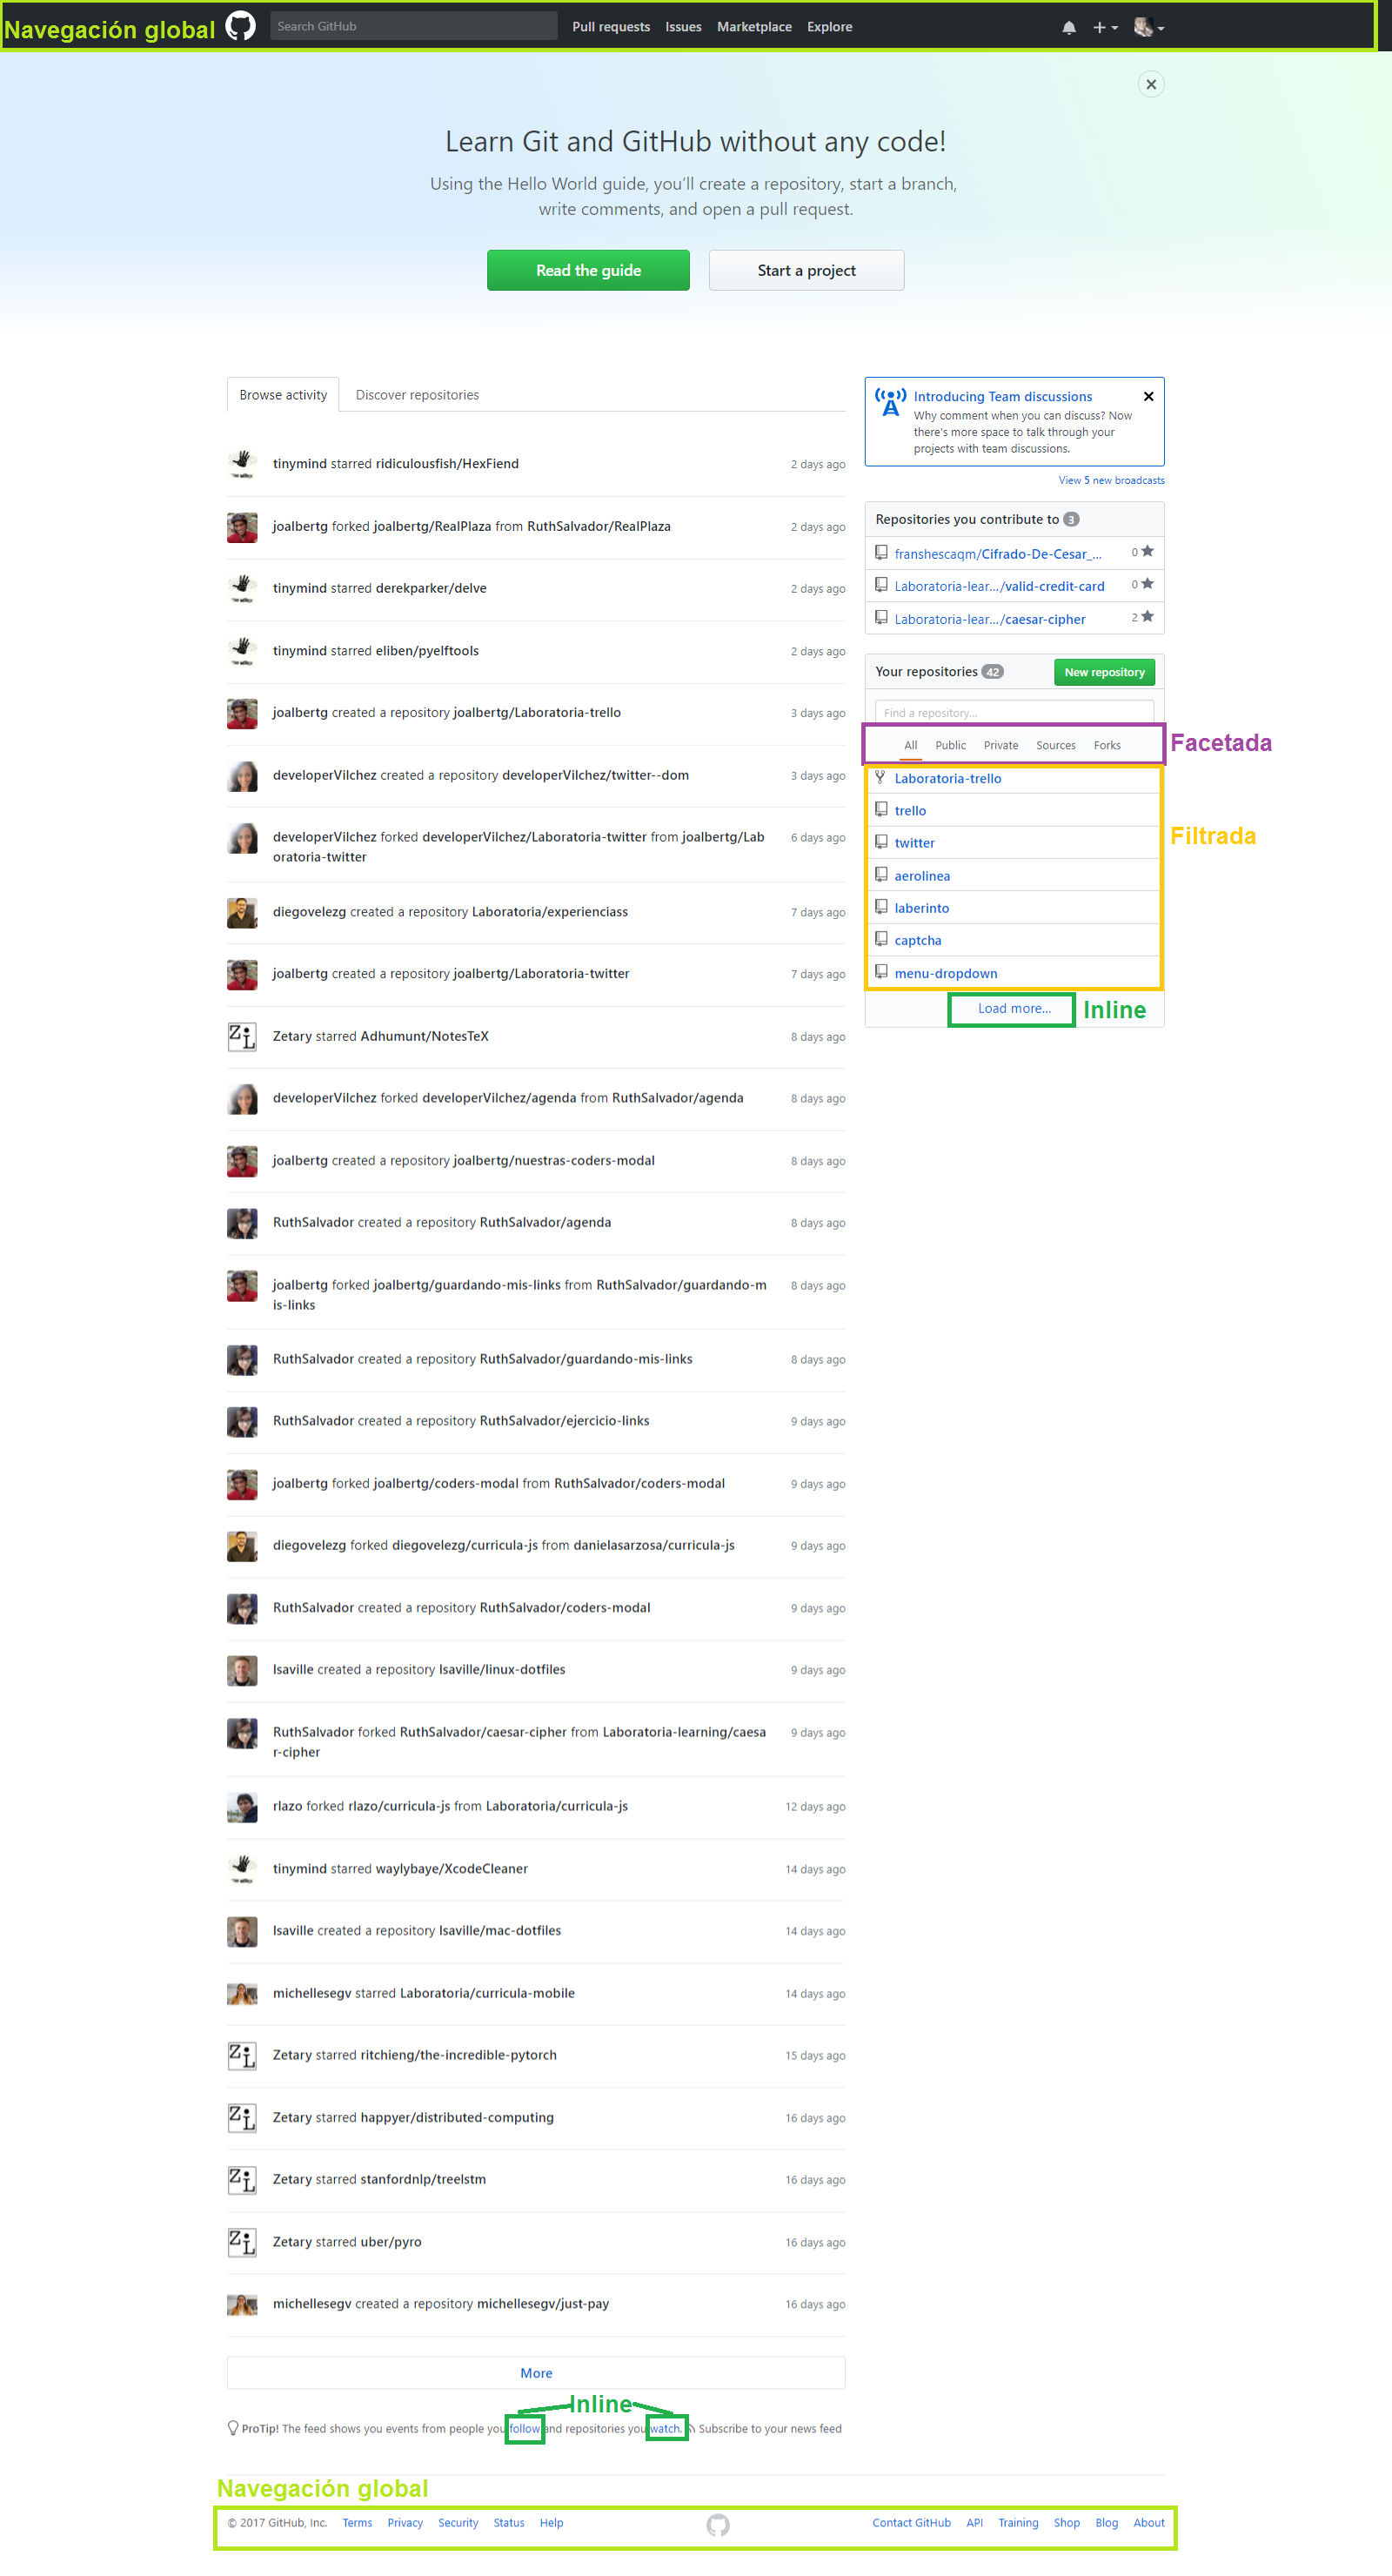 Navegación global
Search GitHub
Pull requests Issues Marketplace Explore
Learn Git and GitHub without any code!
Using the Hello World guide, you’ll create a repository, start a branch,
write comments, and open a pull request.
Read the guide
Start a project
Browse activity
Discover repositories
tinymind starred ridiculousfish/HexFiend 2 days ago
joalbertg forked joalbertg/RealPlaza from RuthSalvador/RealPlaza 2 days ago
tinymind starred derekparker/delve 2 days ago
tinymind starred eliben/pyelftools 2 days ago
joalbertg created a repository joalbertg/Laboratoria-trello 3 days ago
developerVilchez created a repository developerVilchez/twitter--dom 3 days ago
developerVilchez forked developerVilchez/Laboratoria-twitter from joalbertg/Lab 6 days ago
oratoria-twitter
diegovelezg created a repository Laboratoria/experienciass 7 days ago
joalbertg created a repository joalbertg/Laboratoria-twitter 7 days ago
Zetary starred Adhumunt/NotesTeX 8 days ago
developerVilchez forked developerVilchez/agenda from RuthSalvador/agenda 8 days ago
joalbertg created a repository joalbertg/nuestras-coders-modal 8 days ago
RuthSalvador created a repository RuthSalvador/agenda 8 days ago
joalbertg forked joalbertg/guardando-mis-links from RuthSalvador/guardando-m 8 days ago
is-links
RuthSalvador created a repository RuthSalvador/guardando-mis-links 8 days ago
RuthSalvador created a repository RuthSalvador/ejercicio-links 9 days ago
joalbertg forked joalbertg/coders-modal from RuthSalvador/coders-modal 9 days ago
diegovelezg forked diegovelezg/curricula-js from danielasarzosa/curricula-js 9 days ago
RuthSalvador created a repository RuthSalvador/coders-modal 9 days ago
lsaville created a repository lsaville/linux-dotfiles 9 days ago
RuthSalvador forked RuthSalvador/caesar-cipher from Laboratoria-learning/caesa 9 days ago
r-cipher
rlazo forked rlazo/curricula-js from Laboratoria/curricula-js 12 days ago
tinymind starred waylybaye/XcodeCleaner 14 days ago
lsaville created a repository lsaville/mac-dotfiles 14 days ago
michellesegv starred Laboratoria/curricula-mobile 14 days ago
Zetary starred ritchieng/the-incredible-pytorch 15 days ago
Zetary starred happyer/distributed-computing 16 days ago
Zetary starred stanfordnlp/treelstm 16 days ago
Zetary starred uber/pyro 16 days ago
michellesegv created a repository michellesegv/just-pay 16 days ago
More
Inline
ProTip! The feed shows you events from people you follow and repositories you watch. Subscribe to your news feed
Introducing Team discussions
Why comment when you can discuss? Now
there's more space to talk through your
projects with team discussions.
View 5 new broadcasts
Repositories you contribute to 3
franshescaqm/Cifrado-De-Cesar_... 0
Laboratoria-lear.../valid-credit-card 0
Laboratoria-lear.../caesar-cipher 2
Your repositories 42
New repository
Find a repository...
All Public Private Sources Forks
Facetada
Laboratoria-trello
trello
twitter
Filtrada
aerolinea
laberinto
captcha
menu-dropdown
Load more...
Inline
Navegación global
© 2017 GitHub, Inc. Terms Privacy Security Status Help
Contact GitHub API Training Shop Blog About